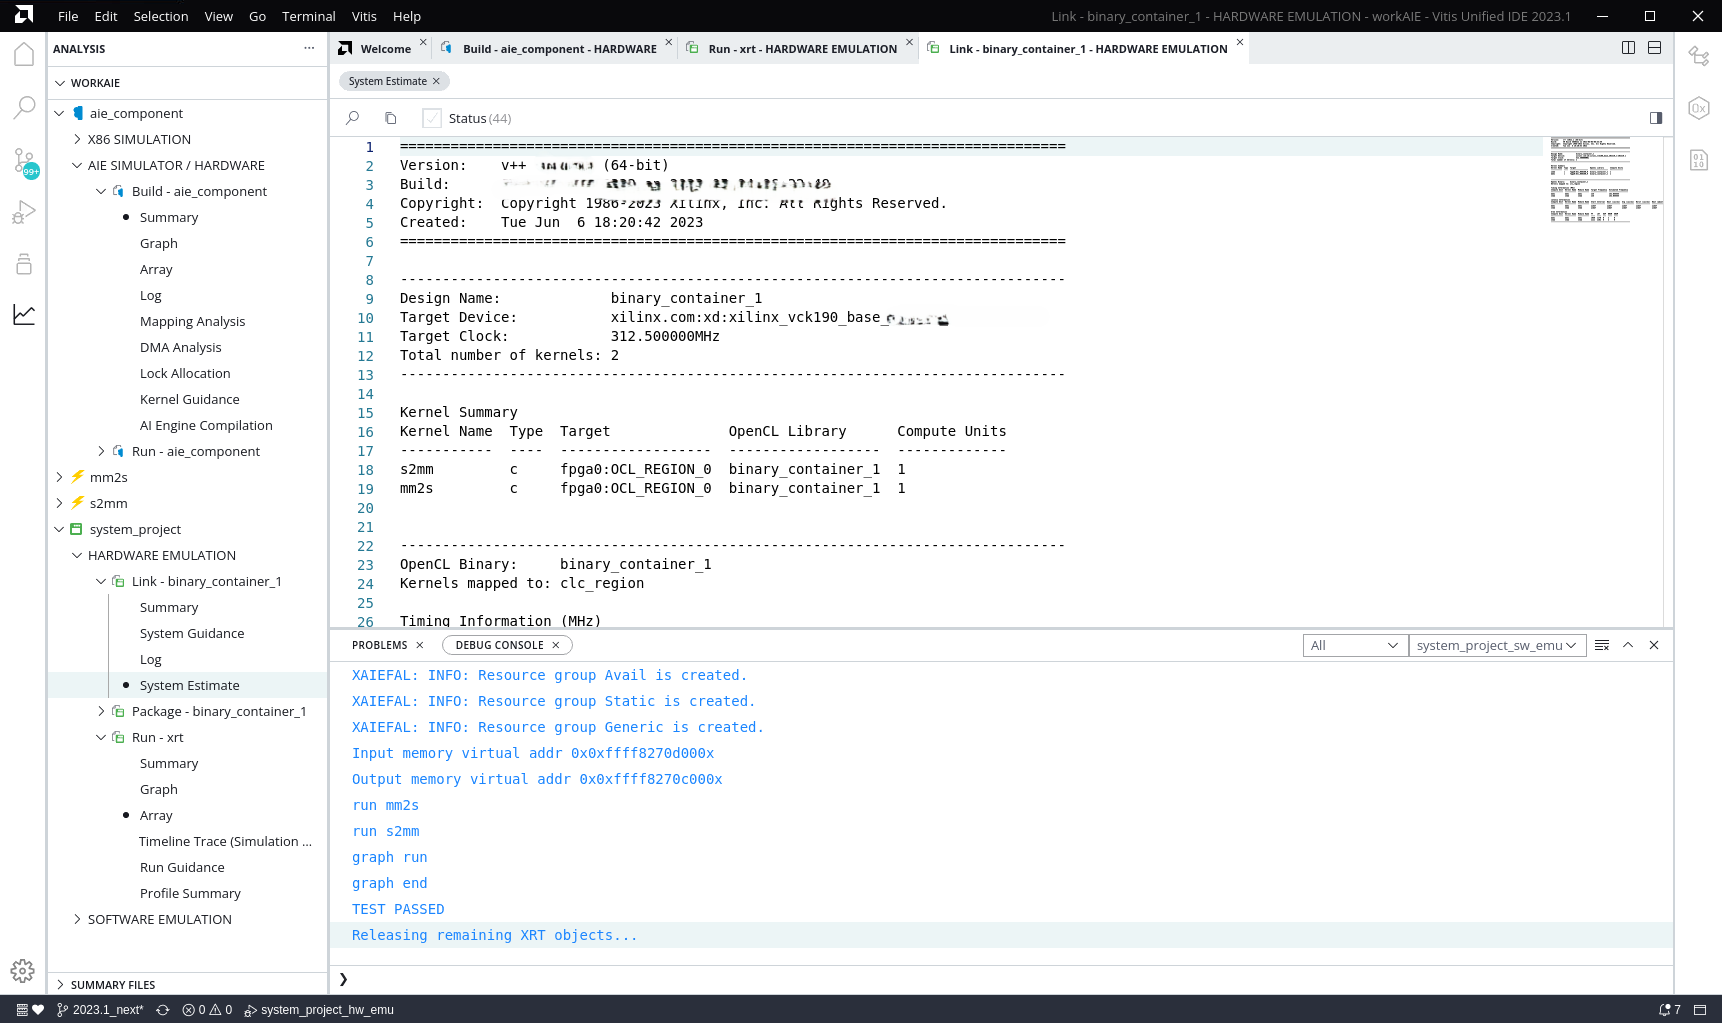 File Edit Selection View Go Terminal Vitis Help
Link - binary_container_1 - HARDWARE EMULATION - workAIE - Vitis Unified IDE 2023.1
ANALYSIS
Welcome
Build - aie_component - HARDWARE
Run - xrt - HARDWARE EMULATION
Link - binary_container_1 - HARDWARE EMULATION
WORKAIE
System Estimate
Status (44)
aie_component
X86 SIMULATION
AIE SIMULATOR / HARDWARE
Build - aie_component
Summary
Graph
Array
Log
Mapping Analysis
DMA Analysis
Lock Allocation
Kernel Guidance
AI Engine Compilation
Run - aie_component
mm2s
s2mm
system_project
HARDWARE EMULATION
Link - binary_container_1
Summary
System Guidance
Log
System Estimate
Package - binary_container_1
Run - xrt
Summary
Graph
Array
Timeline Trace (Simulation ...
Run Guidance
Profile Summary
SOFTWARE EMULATION
SUMMARY FILES
99+
0x
01
10
1 ===============================================================================
2 Version: v++ (64-bit)
3 Build:
4 Copyright: Copyright 1986-2023 Xilinx, Inc. All Rights Reserved.
5 Created: Tue Jun 6 18:20:42 2023
6 ===============================================================================
7
8 -------------------------------------------------------------------------------
9 Design Name: binary_container_1
10 Target Device: xilinx.com:xd:xilinx_vck190_base_
11 Target Clock: 312.500000MHz
12 Total number of kernels: 2
13 -------------------------------------------------------------------------------
14
15 Kernel Summary
16 Kernel Name Type Target OpenCL Library Compute Units
17 ----------- ---- ------------------ ------------------ -------------
18 s2mm c fpga0:OCL_REGION_0 binary_container_1 1
19 mm2s c fpga0:OCL_REGION_0 binary_container_1 1
20
21
22 -------------------------------------------------------------------------------
23 OpenCL Binary: binary_container_1
24 Kernels mapped to: clc_region
25
26 Timing Information (MHz)
PROBLEMS
DEBUG CONSOLE
All
system_project_sw_emu
XAIEFAL: INFO: Resource group Avail is created.
XAIEFAL: INFO: Resource group Static is created.
XAIEFAL: INFO: Resource group Generic is created.
Input memory virtual addr 0x0xffff8270d000x
Output memory virtual addr 0x0xffff8270c000x
run mm2s
run s2mm
graph run
graph end
TEST PASSED
Releasing remaining XRT objects...
❯
2023.1_next* 0 0 system_project_hw_emu 7